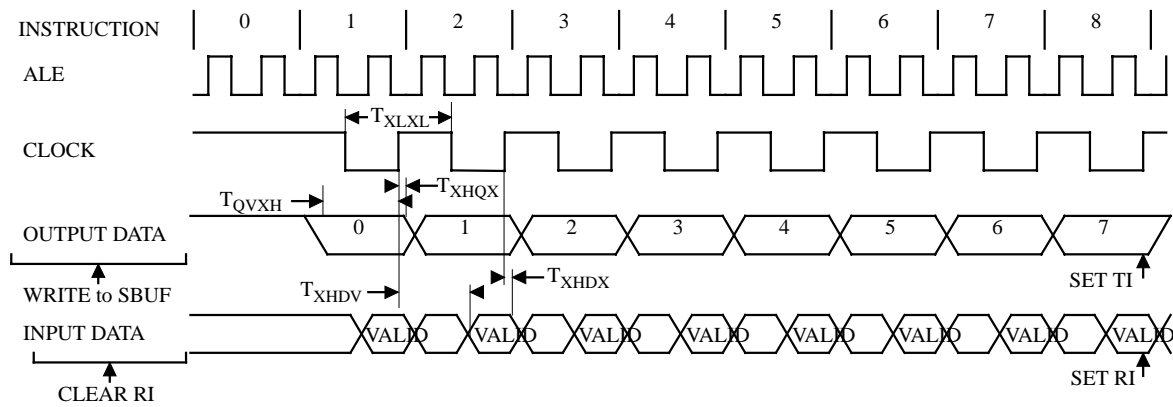 INSTRUCTION 0 1 2 3 4 5 6 7 8
ALE
TXLXL
CLOCK
TXHQX
TQVXH
OUTPUT DATA 0 1 2 3 4 5 6 7
WRITE to SBUF
TXHDV
TXHDX
SET TI
INPUT DATA VALID VALID VALID VALID VALID VALID VALID VALID
CLEAR RI
SET RI